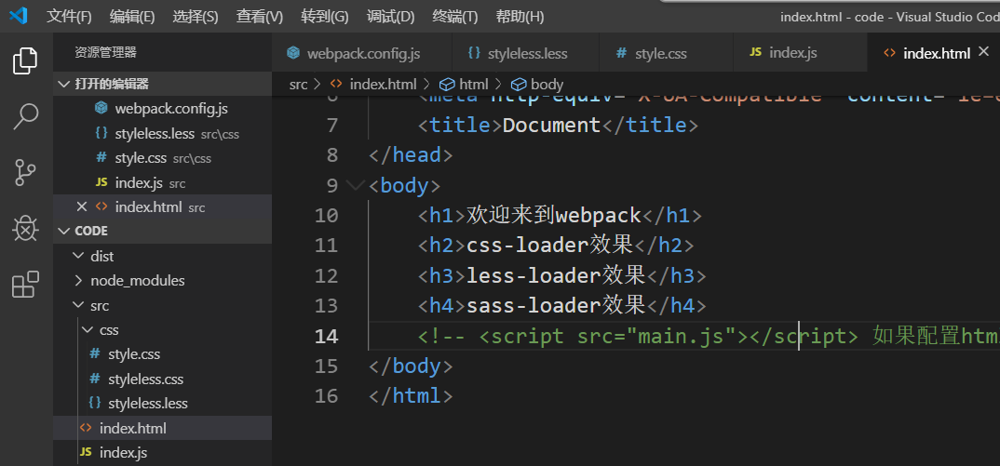 文件(F) 编辑(E) 选择(S) 查看(V) 转到(G) 调试(D) 终端(T) 帮助(H) index.html - code - Visual Studio Cod
资源管理器
webpack.config.js styleless.less style.css index.js index.html
打开的编辑器
webpack.config.js
styleless.less src\css
style.css src\css
index.js src
index.html src
CODE
dist
node_modules
src
css
style.css
styleless.css
styleless.less
index.html
index.js
src > index.html > html > body
7 <title>Document</title>
8 </head>
9 <body>
10 <h1>欢迎来到webpack</h1>
11 <h2>css-loader效果</h2>
12 <h3>less-loader效果</h3>
13 <h4>sass-loader效果</h4>
14 <!-- <script src="main.js"></script> 如果配置htm
15 </body>
16 </html>